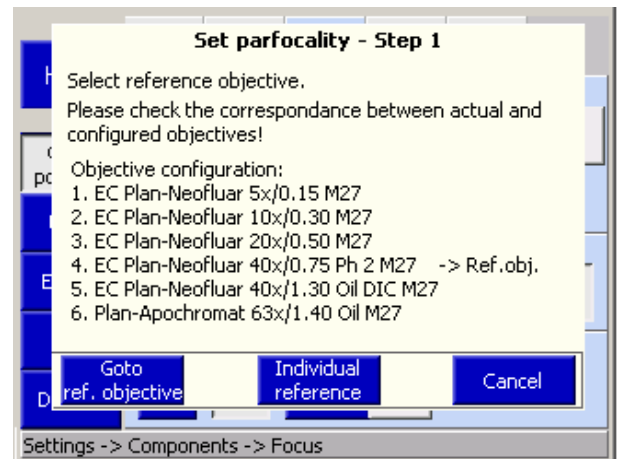 Set parfocality - Step 1
Select reference objective.
Please check the correspondance between actual and
configured objectives!
Objective configuration:
1. EC Plan-Neofluar 5x/0.15 M27
2. EC Plan-Neofluar 10x/0.30 M27
3. EC Plan-Neofluar 20x/0.50 M27
4. EC Plan-Neofluar 40x/0.75 Ph 2 M27 -> Ref.obj.
5. EC Plan-Neofluar 40x/1.30 Oil DIC M27
6. Plan-Apochromat 63x/1.40 Oil M27
Goto
ref. objective
Individual
reference
Cancel
Settings -> Components -> Focus